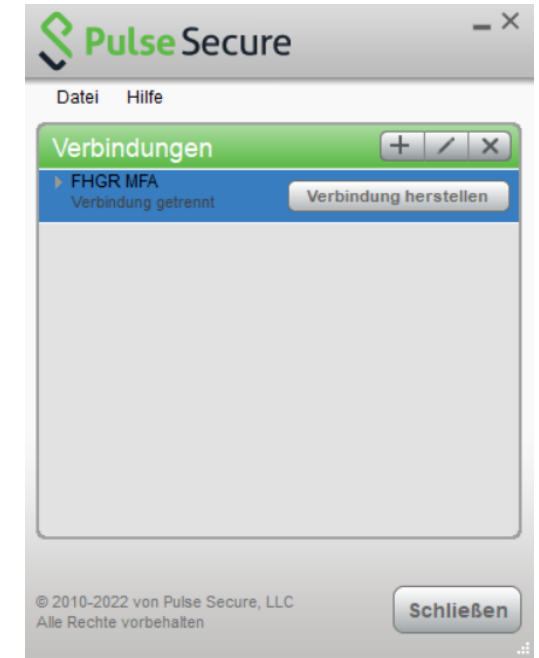 Pulse Secure
Datei Hilfe
Verbindungen
FHGR MFA
Verbindung getrennt
Verbindung herstellen
© 2010-2022 von Pulse Secure, LLC
Alle Rechte vorbehalten
Schließen